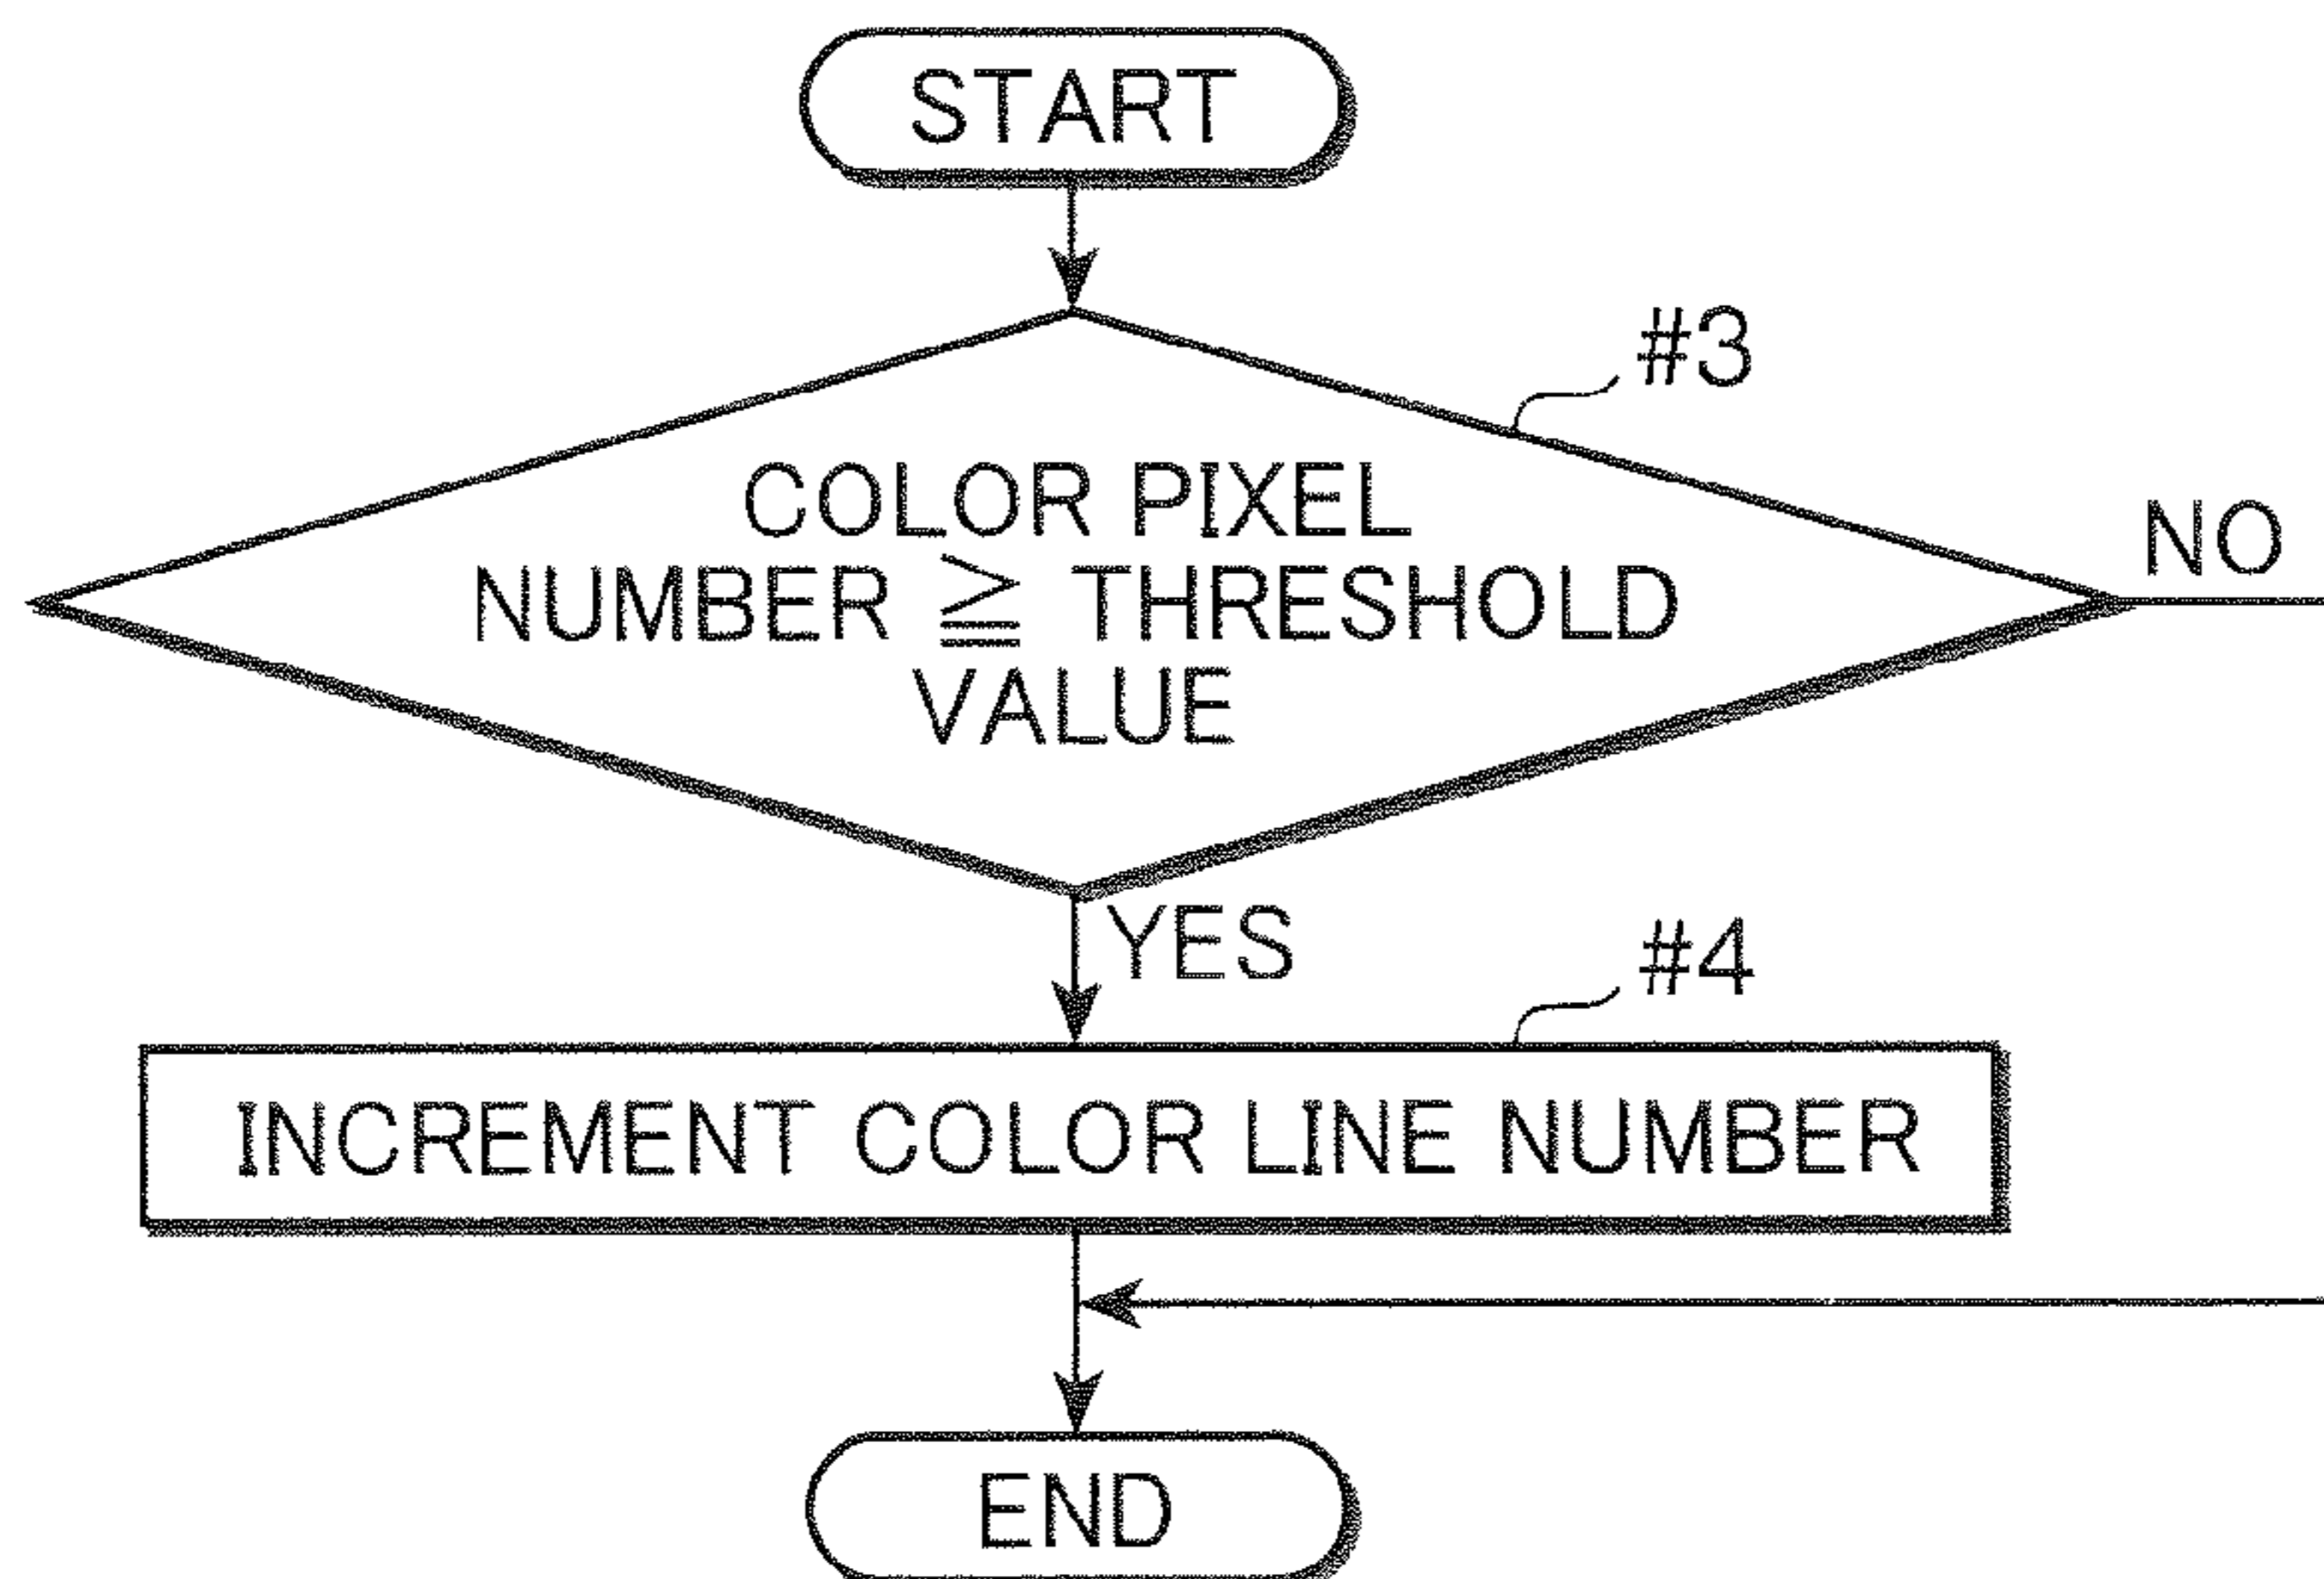 START
#3
COLOR PIXEL
NUMBER ≧ THRESHOLD
VALUE
NO
YES
#4
INCREMENT COLOR LINE NUMBER
END